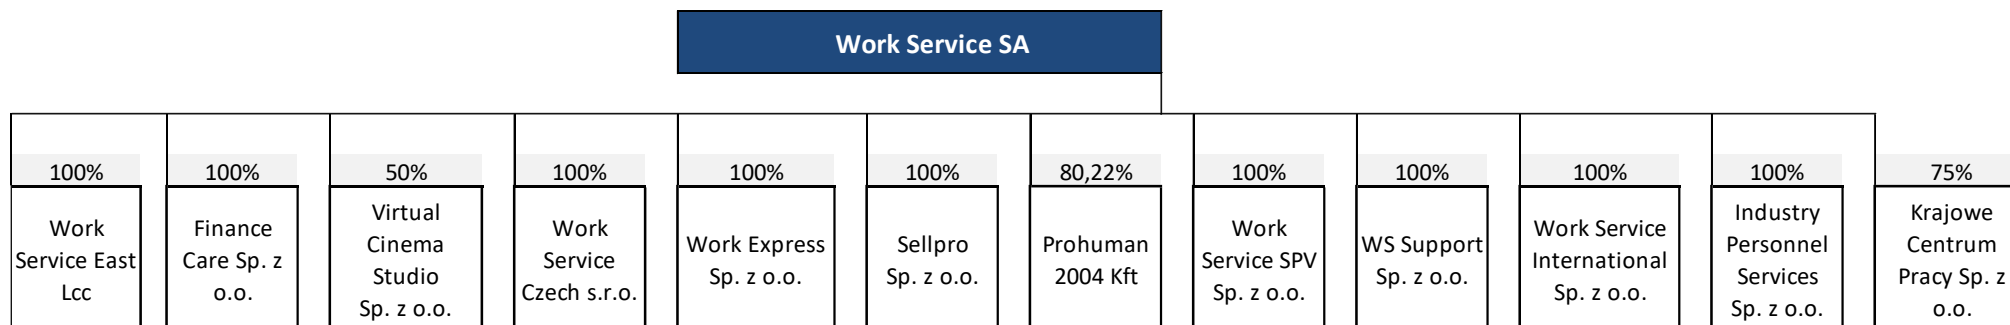 Work Service SA
100%
100%
50%
100%
100%
100%
80,22%
100%
100%
100%
100%
75%
Work
Service East
Lcc
Finance
Care Sp. z
o.o.
Virtual
Cinema
Studio
Sp. z o.o.
Work
Service
Czech s.r.o.
Work Express
Sp. z o.o.
Sellpro
Sp. z o.o.
Prohuman
2004 Kft
Work
Service SPV
Sp. z o.o.
WS Support
Sp. z o.o.
Work Service
International
Sp. z o.o.
Industry
Personnel
Services
Sp. z o.o.
Krajowe
Centrum
Pracy Sp. z
o.o.